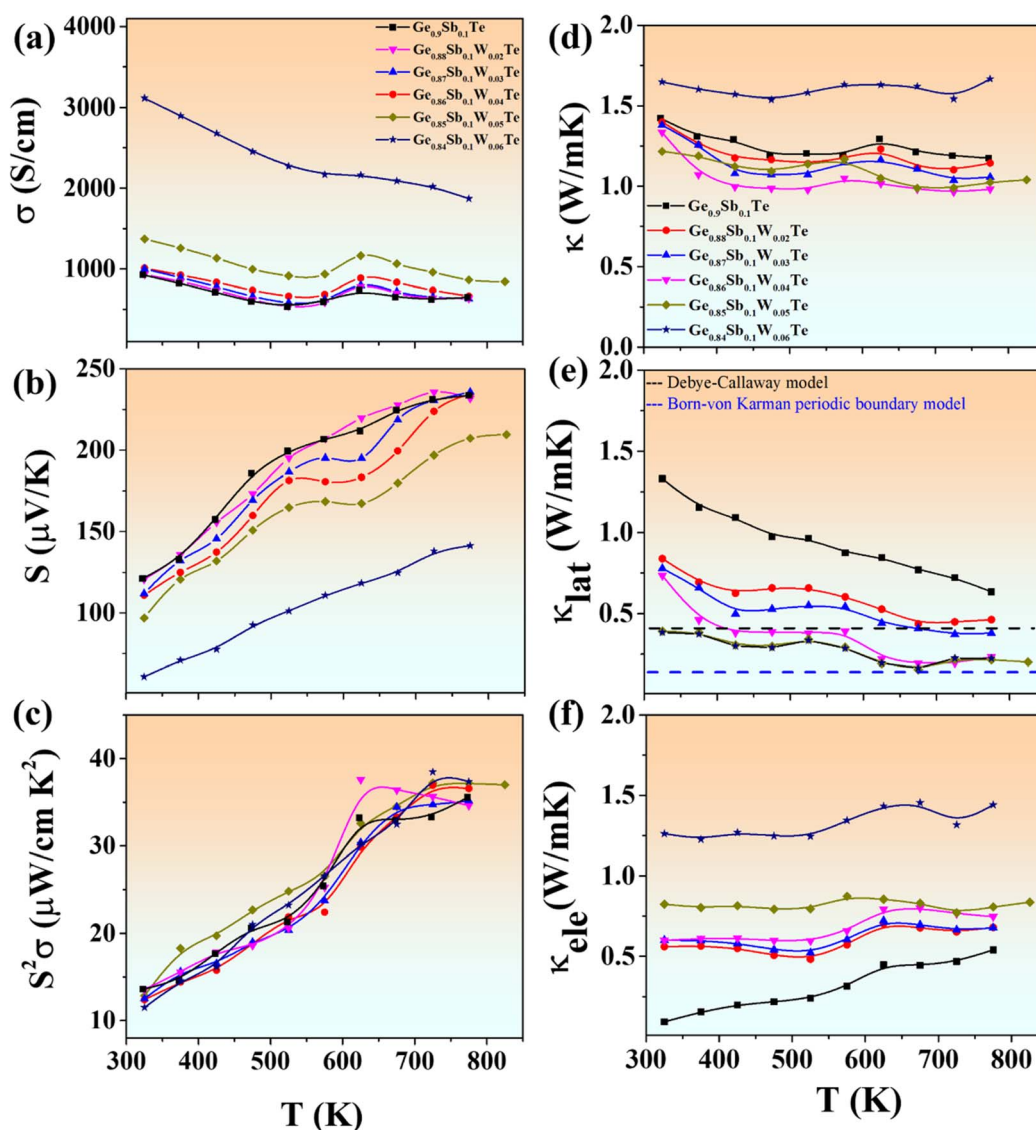 (a)
4000
3000
2000
1000
σ (S/cm)
Ge0.9Sb0.1Te
Ge0.88Sb0.1W0.02Te
Ge0.87Sb0.1W0.03Te
Ge0.86Sb0.1W0.04Te
Ge0.85Sb0.1W0.05Te
Ge0.84Sb0.1W0.06Te
(b)
250
200
150
100
S (µV/K)
(c)
40
30
20
10
S²σ (µW/cm K²)
300 400 500 600 700 800
T (K)
(d)
2.0
1.5
1.0
0.0
κ (W/mK)
Ge0.9Sb0.1Te
Ge0.88Sb0.1W0.02Te
Ge0.87Sb0.1W0.03Te
Ge0.86Sb0.1W0.04Te
Ge0.85Sb0.1W0.05Te
Ge0.84Sb0.1W0.06Te
(e)
2.0
1.5
1.0
0.5
0.0
κlat (W/mK)
Debye-Callaway model
Born-von Karman periodic boundary model
(f)
2.0
1.5
1.0
0.5
κele(W/mK)
300 400 500 600 700 800
T (K)